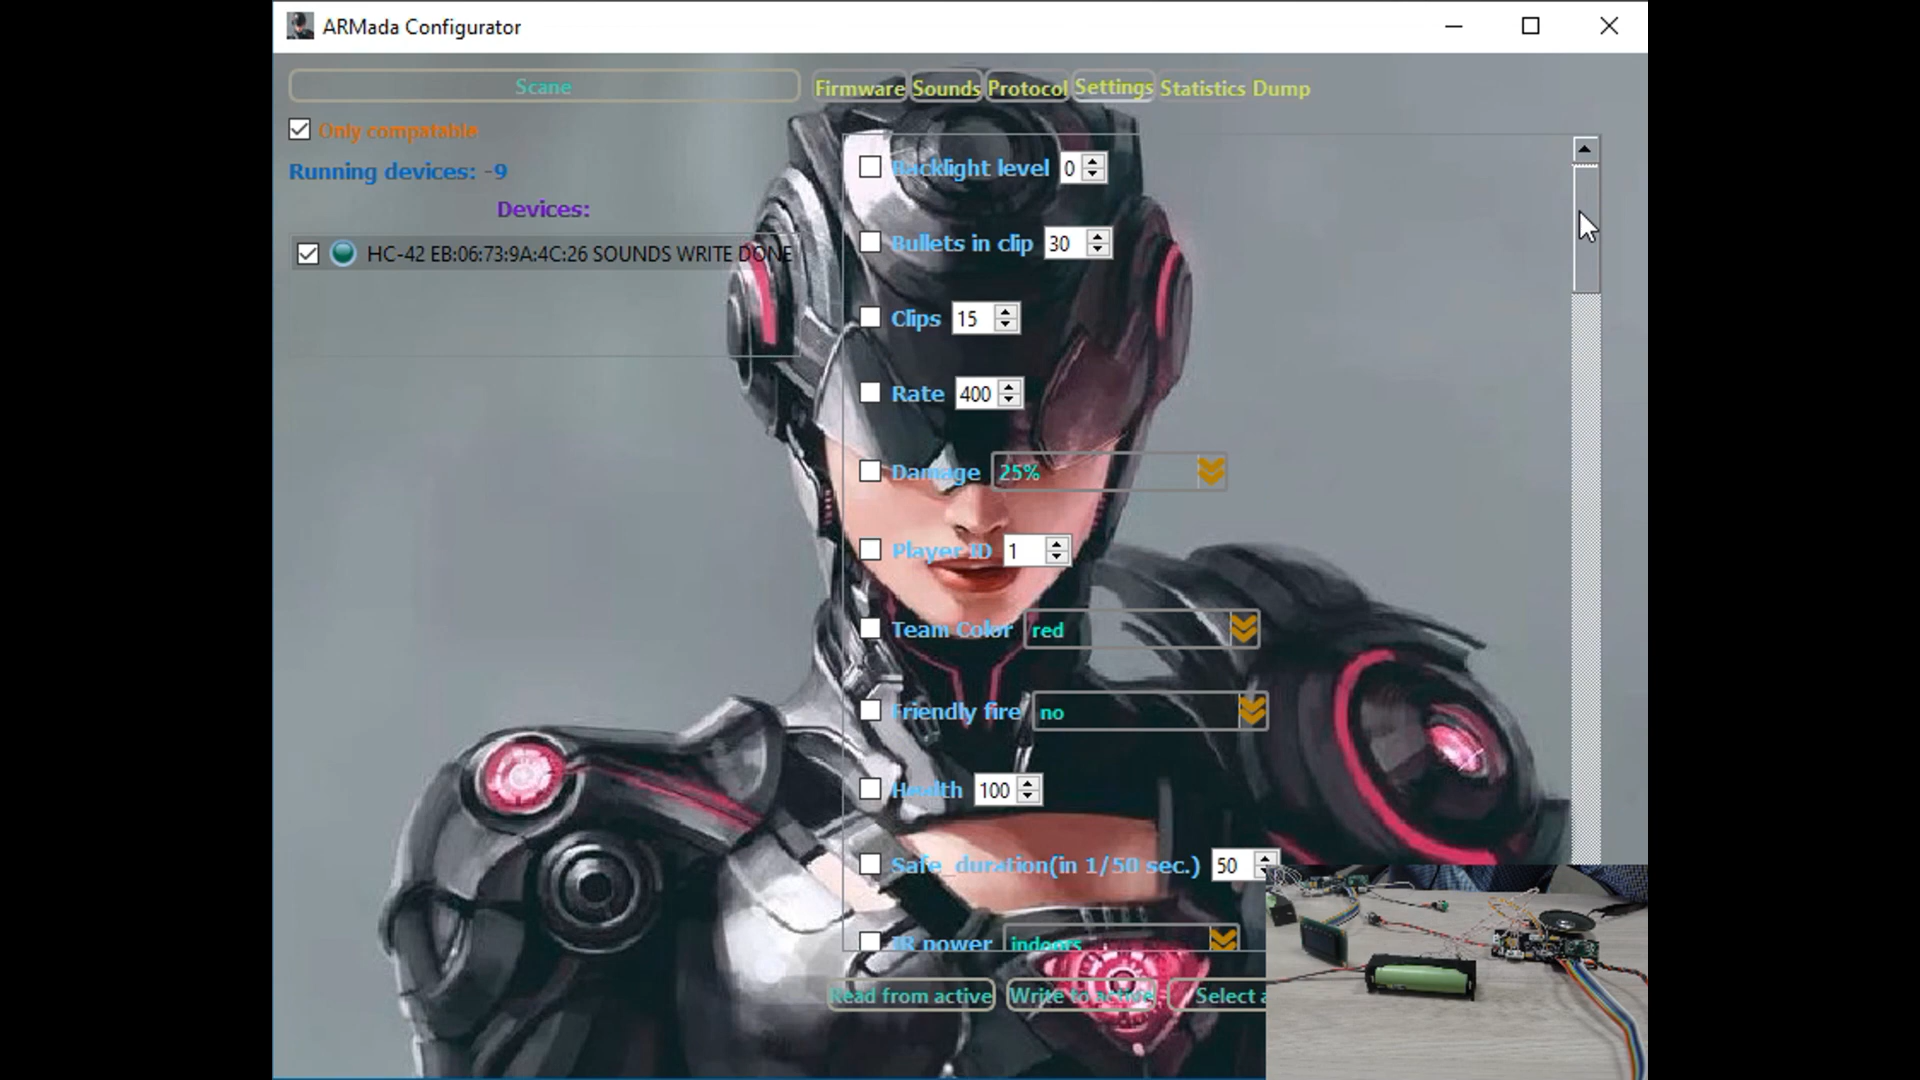 ARMada Configurator
Scane
Firmware Sounds Protocol Settings Statistics Dump
Only compatable
Running devices: -9
Devices:
HC-42 EB:06:73:9A:4C:26 SOUNDS WRITE DONE
Backlight level 0
Bullets in clip 30
Clips 15
Rate 400
Damage 25%
Player ID 1
Team Color red
Friendly fire no
Health 100
Safe_duration(in 1/50 sec.) 50
IR power indoors
Read from active Write to active Select a